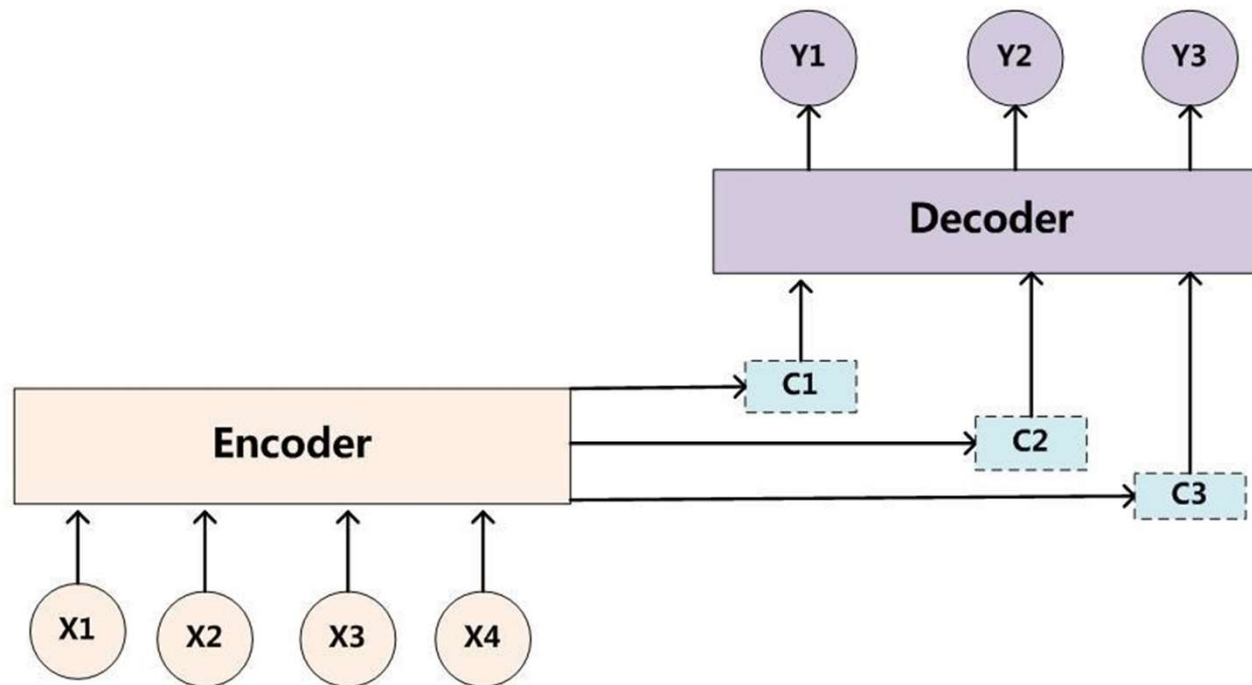 Y1 Y2 Y3
Decoder
C1
Encoder
C2
C3
X1 X2 X3 X4